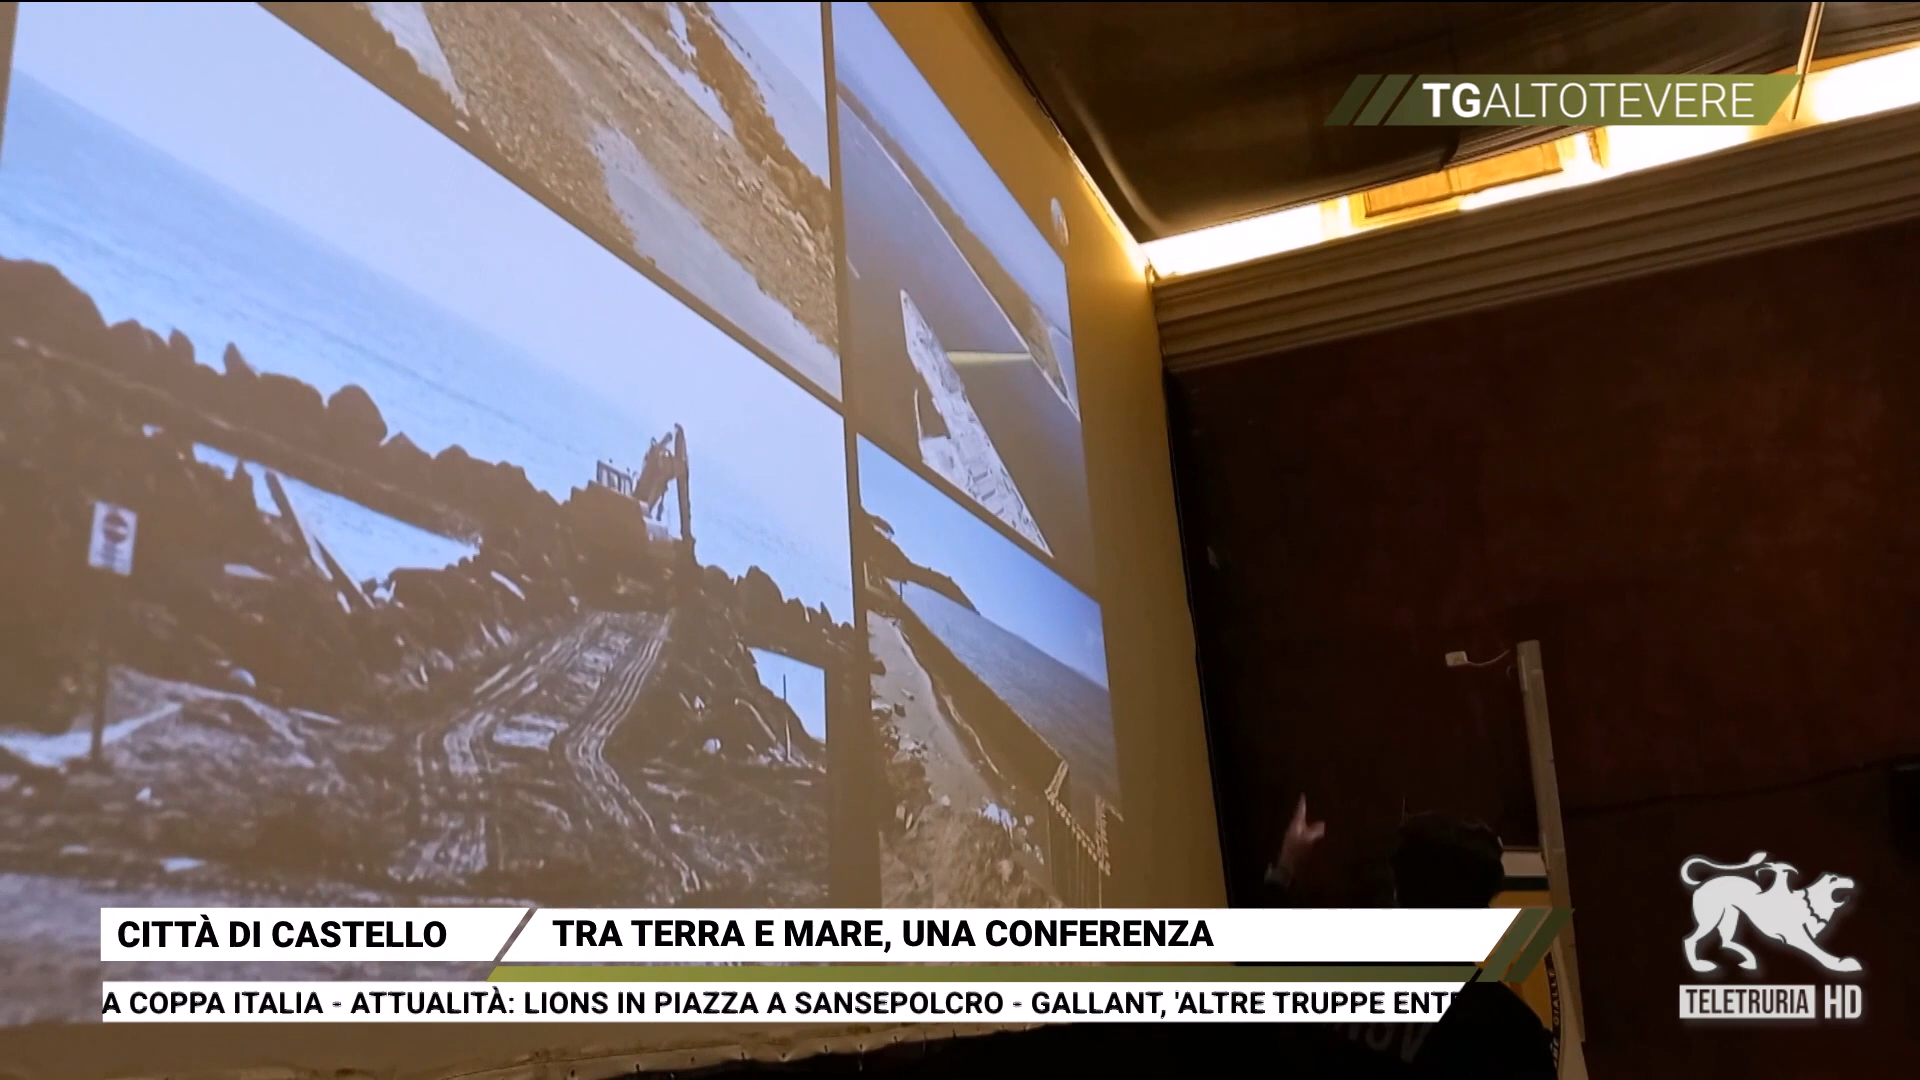 TGALTOTEVERE
CITTÀ DI CASTELLO
TRA TERRA E MARE, UNA CONFERENZA
A COPPA ITALIA - ATTUALITÀ: LIONS IN PIAZZA A SANSEPOLCRO - GALLANT, 'ALTRE TRUPPE ENT
TELETRURIA HD